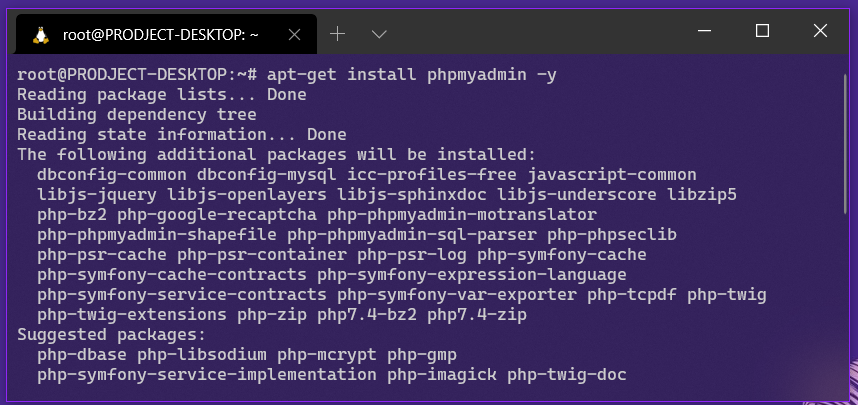 root@PRODJECT-DESKTOP: ~
root@PRODJECT-DESKTOP:~# apt-get install phpmyadmin -y
Reading package lists... Done
Building dependency tree
Reading state information... Done
The following additional packages will be installed:
  dbconfig-common dbconfig-mysql icc-profiles-free javascript-common
  libjs-jquery libjs-openlayers libjs-sphinxdoc libjs-underscore libzip5
  php-bz2 php-google-recaptcha php-phpmyadmin-motranslator
  php-phpmyadmin-shapefile php-phpmyadmin-sql-parser php-phpseclib
  php-psr-cache php-psr-container php-psr-log php-symfony-cache
  php-symfony-cache-contracts php-symfony-expression-language
  php-symfony-service-contracts php-symfony-var-exporter php-tcpdf php-twig
  php-twig-extensions php-zip php7.4-bz2 php7.4-zip
Suggested packages:
  php-dbase php-libsodium php-mcrypt php-gmp
  php-symfony-service-implementation php-imagick php-twig-doc